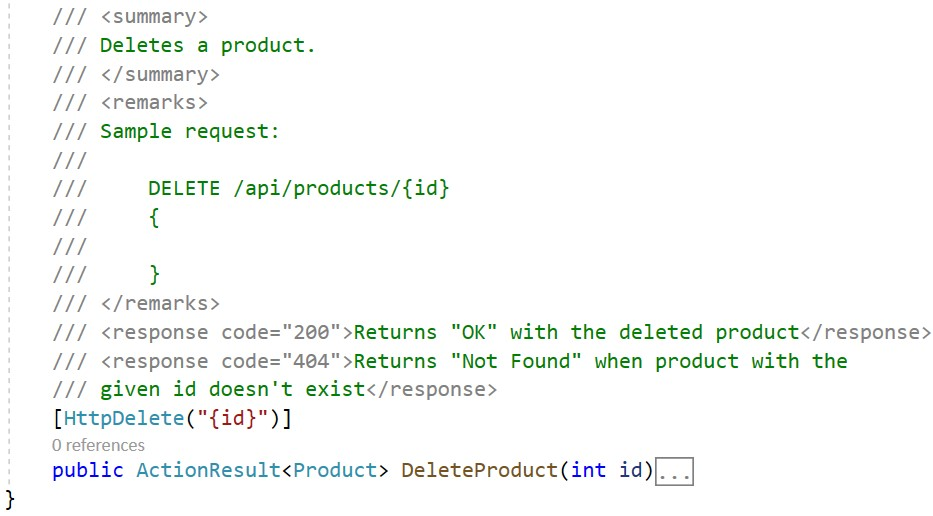 /// <summary>
/// Deletes a product.
/// </summary>
/// <remarks>
/// Sample request:
///
///     DELETE /api/products/{id}
///     {
///
///     }
/// </remarks>
/// <response code="200">Returns "OK" with the deleted product</response>
/// <response code="404">Returns "Not Found" when product with the
/// given id doesn't exist</response>
[HttpDelete("{id}")]
0 references
public ActionResult<Product> DeleteProduct(int id)...
}